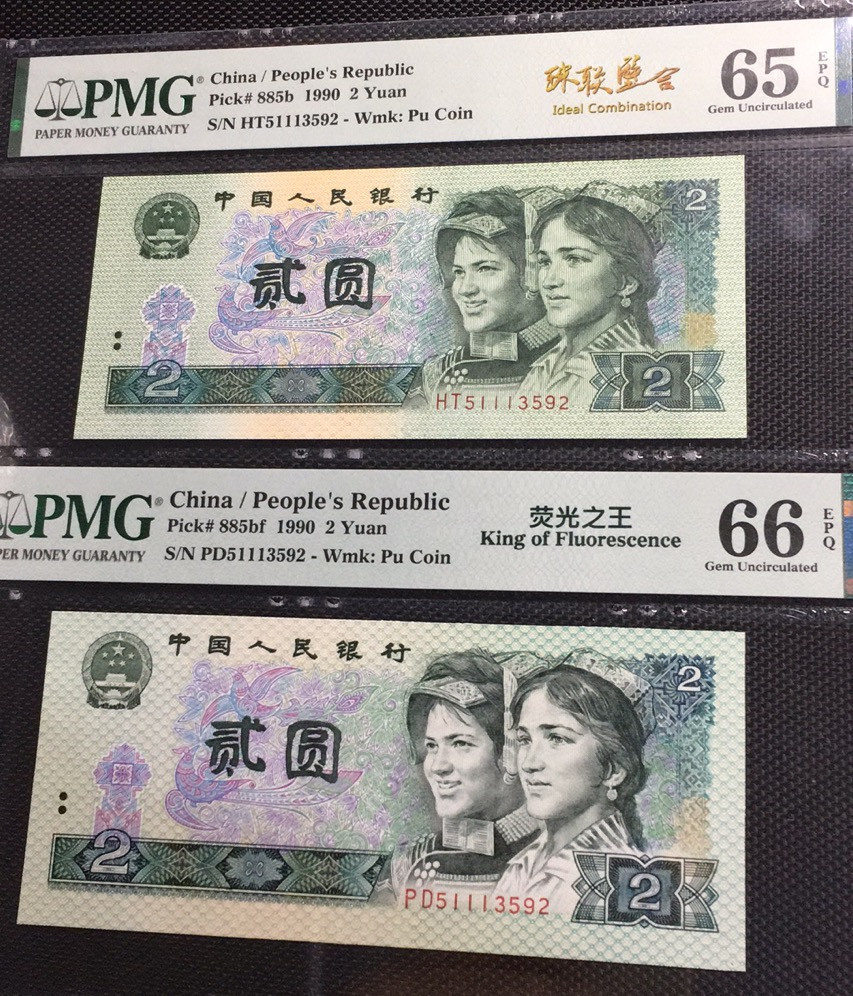 PMG®
PAPER MONEY GUARANTY
China / People's Republic
Pick# 885b 1990 2 Yuan
S/N HT51113592 - Wmk: Pu Coin
珠联璧合
Ideal Combination
65
Gem Uncirculated
EPQ
中国人民银行
2
贰圆
2
HT51113592
2
PMG®
PER MONEY GUARANTY
China / People's Republic
Pick# 885bf 1990 2 Yuan
S/N PD51113592 - Wmk: Pu Coin
荧光之王
King of Fluorescence
66
Gem Uncirculated
EPQ
中国人民银行
2
贰圆
2
PD51113592
2